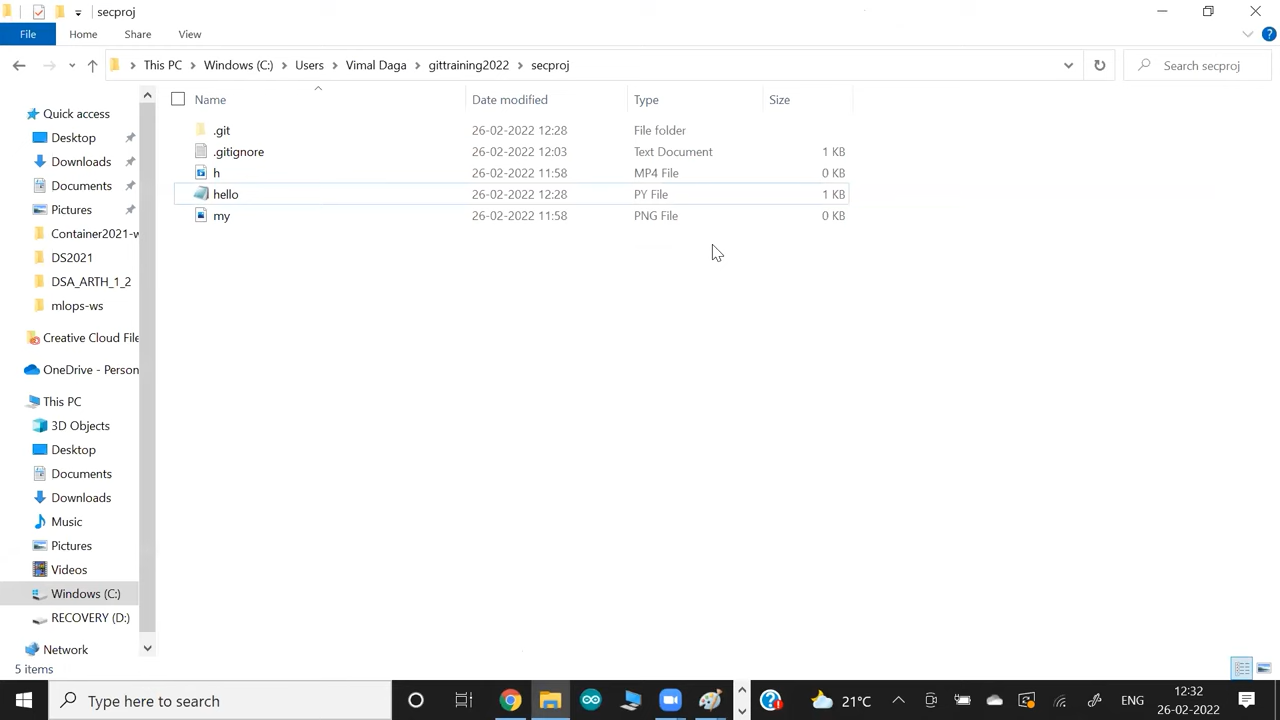 secproj
File Home Share View
This PC Windows (C:) Users Vimal Daga gittraining2022 secproj Search secproj
Name Date modified Type Size
.git 26-02-2022 12:28 File folder
.gitignore 26-02-2022 12:03 Text Document 1 KB
h 26-02-2022 11:58 MP4 File 0 KB
hello 26-02-2022 12:28 PY File 1 KB
my 26-02-2022 11:58 PNG File 0 KB
Quick access
Desktop
Downloads
Documents
Pictures
Container2021-w
DS2021
DSA_ARTH_1_2
mlops-ws
Creative Cloud File
OneDrive - Person
This PC
3D Objects
Desktop
Documents
Downloads
Music
Pictures
Videos
Windows (C:)
RECOVERY (D:)
Network
5 items
Type here to search 21°C ENG 12:32
26-02-2022